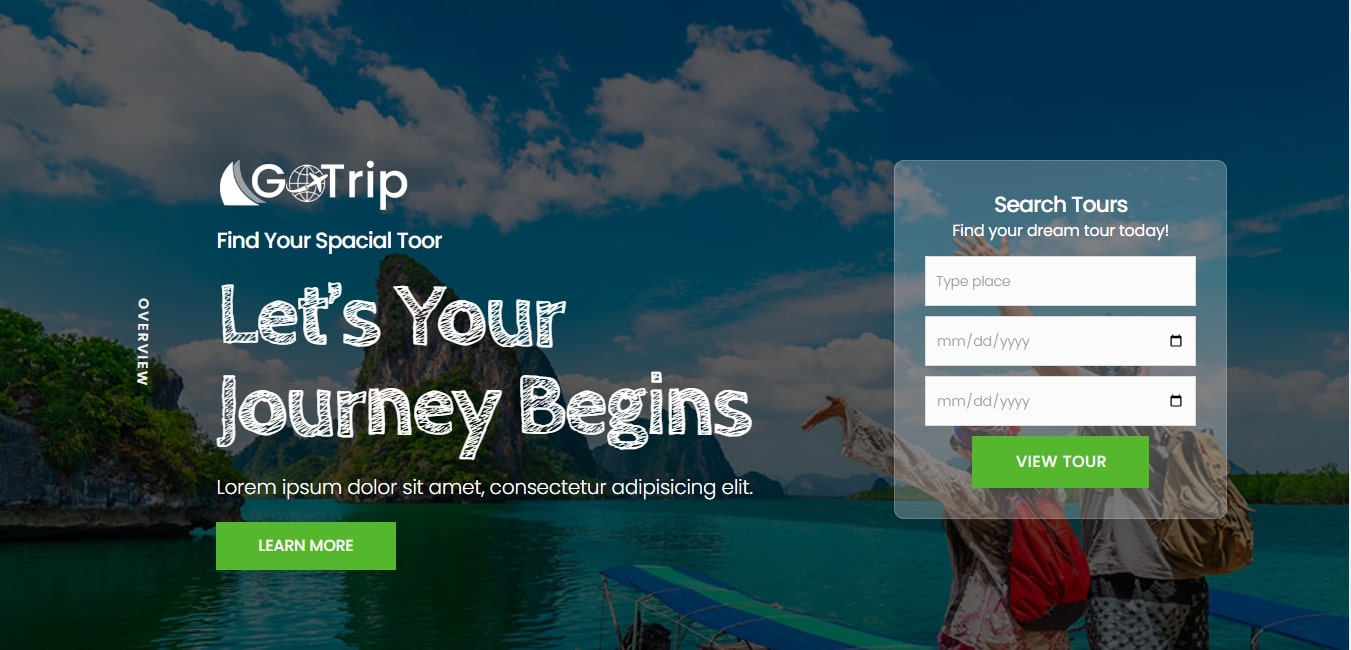 GoTrip
Find Your Spacial Toor
Let's Your
Journey Begins
Lorem ipsum dolor sit amet, consectetur adipisicing elit.
LEARN MORE
OVERVIEW
Search Tours
Find your dream tour today!
Type place
mm/dd/yyyy
mm/dd/yyyy
VIEW TOUR